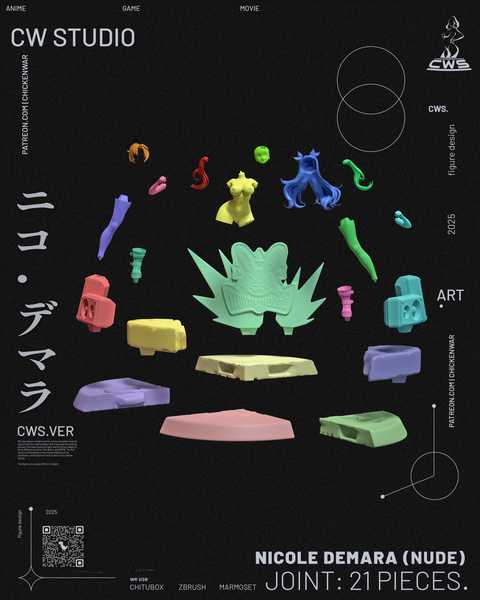 ANIME
GAME
MOVIE
CW STUDIO
PATREON.COM | CHICKENWAR
CWS
CWS.
figure design
2025
ART
PATREON.COM | CHICKENWAR
ニコ・デマラ
CWS.VER
Figure design
2025
we use
CHITUBOX
ZBRUSH
MARMOSET
NICOLE DEMARA (NUDE)
JOINT: 21 PIECES.